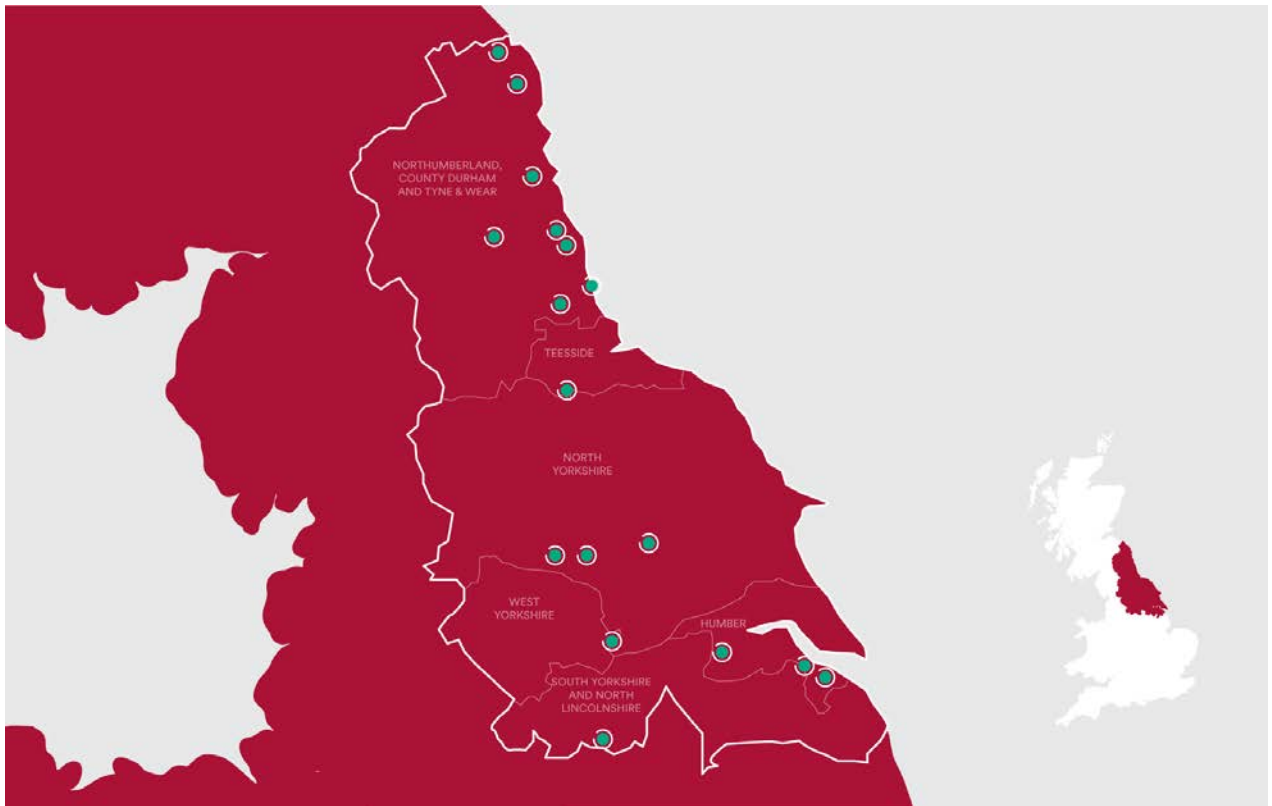 NORTHUMBERLAND,
COUNTY DURHAM
AND TYNE & WEAR
TEESSIDE
NORTH
YORKSHIRE
WEST
YORKSHIRE
HUMBER
SOUTH YORKSHIRE
AND NORTH
LINCOLNSHIRE